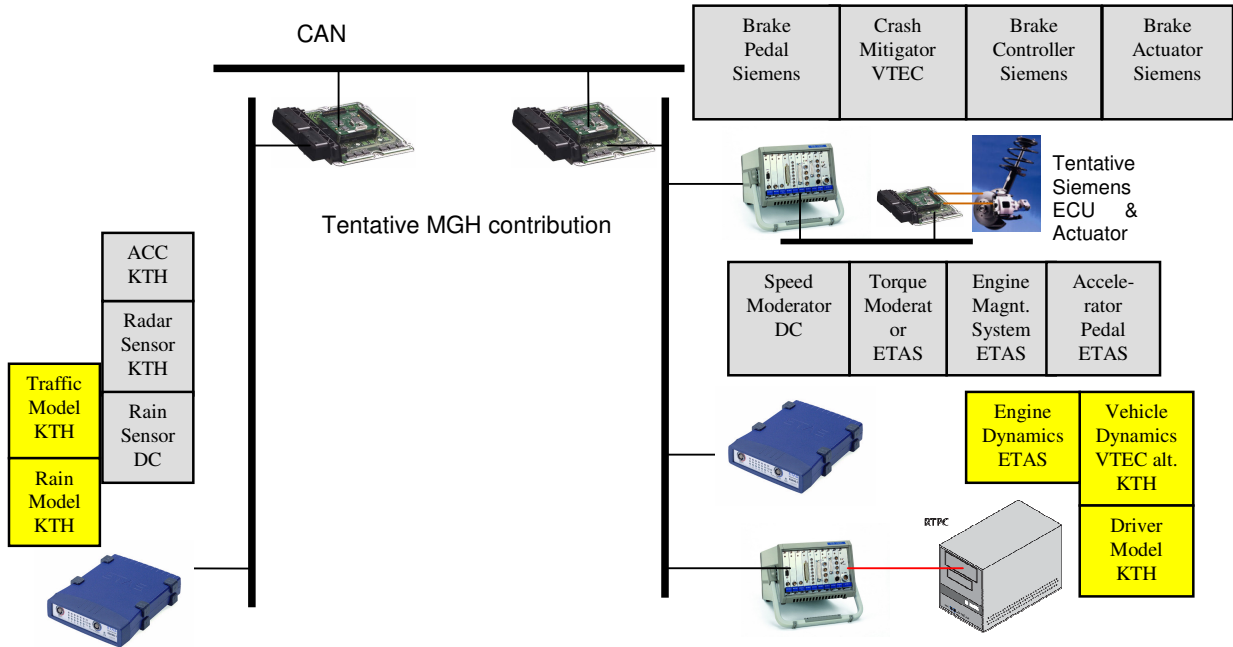 CAN
Brake
Pedal
Siemens
Crash
Mitigator
VTEC
Brake
Controller
Siemens
Brake
Actuator
Siemens
Tentative
Siemens
ECU &
Actuator
Tentative MGH contribution
ACC
KTH
Radar
Sensor
KTH
Rain
Sensor
DC
Traffic
Model
KTH
Rain
Model
KTH
Speed
Moderator
DC
Torque
Moderat
or
ETAS
Engine
Magnt.
System
ETAS
Accele-
rator
Pedal
ETAS
Engine
Dynamics
ETAS
Vehicle
Dynamics
VTEC alt.
KTH
Driver
Model
KTH
RTPC